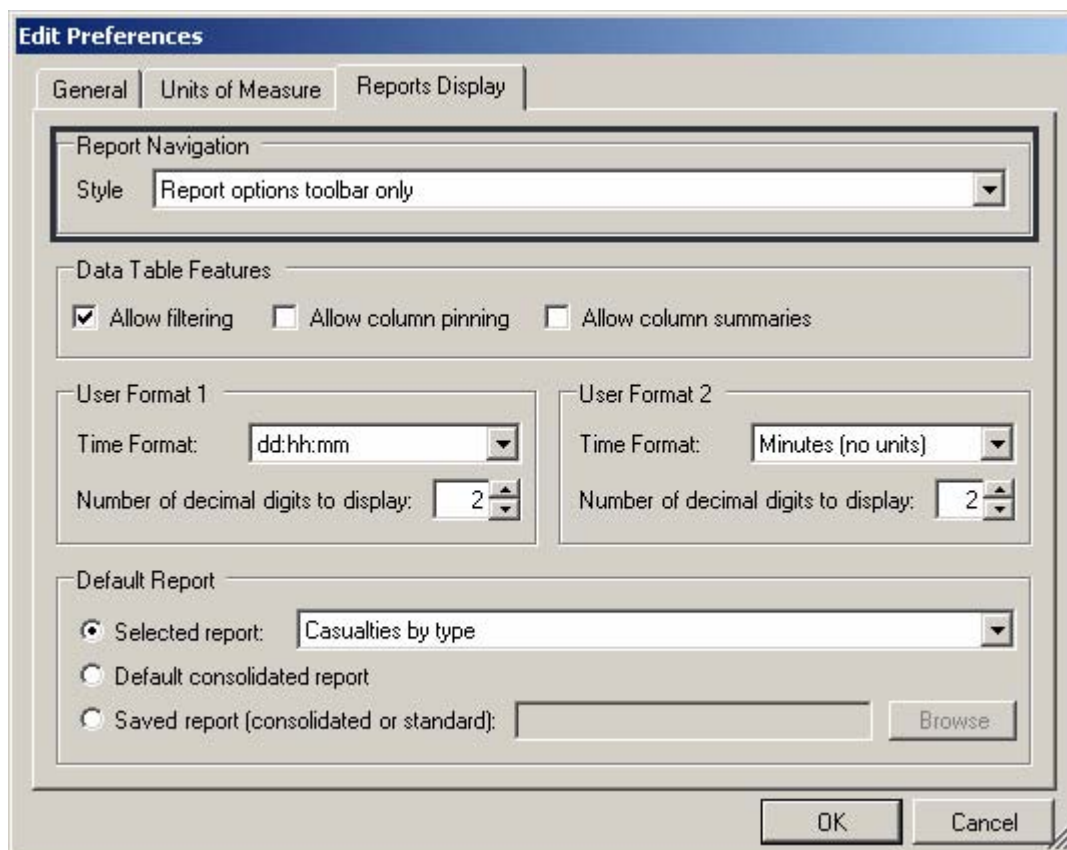 Edit Preferences
General Units of Measure Reports Display
Report Navigation
Style Report options toolbar only
Data Table Features
Allow filtering Allow column pinning Allow column summaries
User Format 1
Time Format: dd:hh:mm
Number of decimal digits to display: 2
User Format 2
Time Format: Minutes (no units)
Number of decimal digits to display: 2
Default Report
Selected report: Casualties by type
Default consolidated report
Saved report (consolidated or standard): Browse
OK Cancel